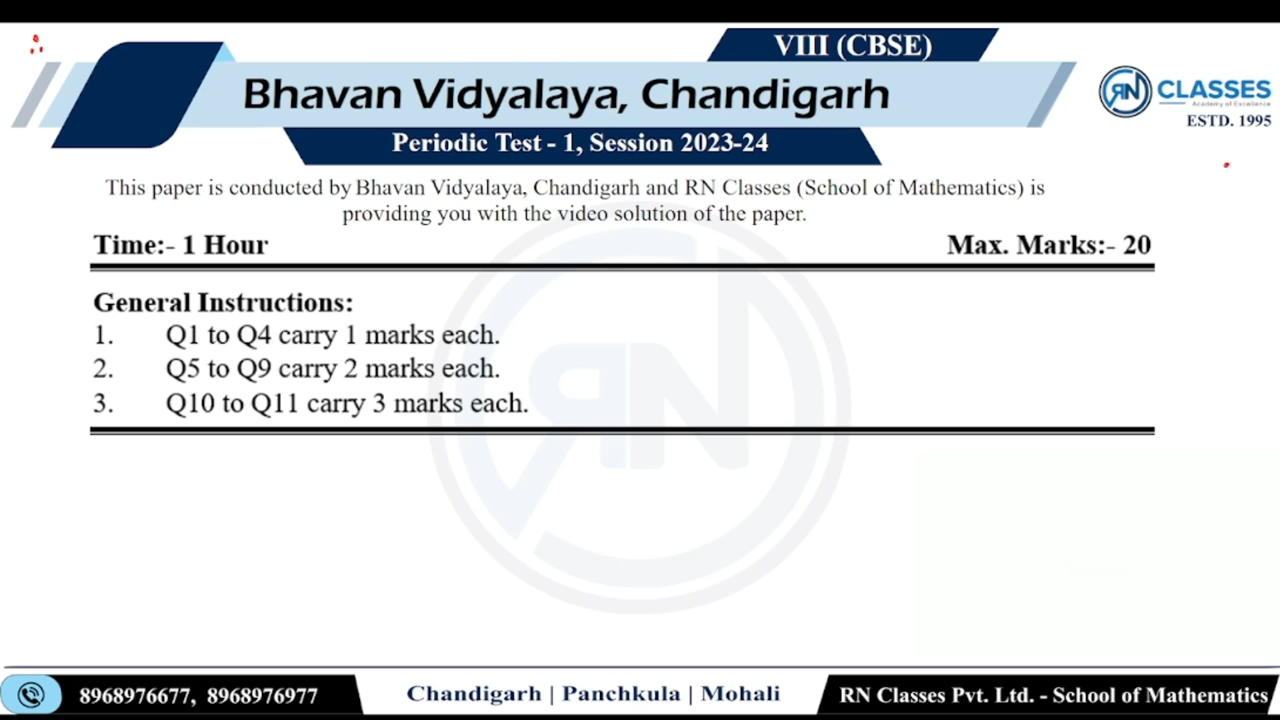 VIII (CBSE)
Bhavan Vidyalaya, Chandigarh
RN CLASSES
Academy of Excellence
ESTD. 1995
Periodic Test - 1, Session 2023-24
This paper is conducted by Bhavan Vidyalaya, Chandigarh and RN Classes (School of Mathematics) is
providing you with the video solution of the paper.
Time:- 1 Hour Max. Marks:- 20
General Instructions:
1. Q1 to Q4 carry 1 marks each.
2. Q5 to Q9 carry 2 marks each.
3. Q10 to Q11 carry 3 marks each.
RN
8968976677, 8968976977 Chandigarh | Panchkula | Mohali RN Classes Pvt. Ltd. - School of Mathematics